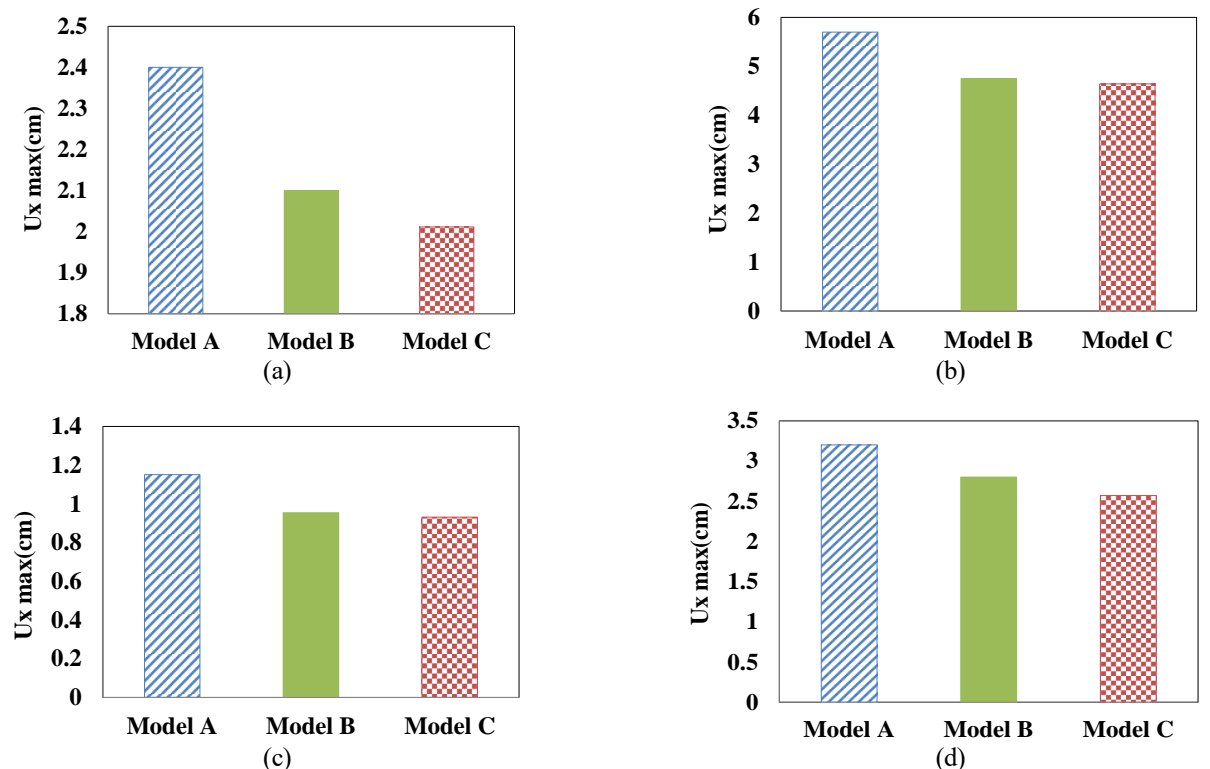 Ux max(cm)
2.5
2.4
2.3
2.2
2.1
2
1.9
1.8
Model A Model B Model C
(a)
Ux max(cm)
6
5
4
3
2
1
0
Model A Model B Model C
(b)
Ux max(cm)
1.4
1.2
1
0.8
0.6
0.4
0.2
0
Model A Model B Model C
(c)
Ux max(cm)
3.5
3
2.5
2
1.5
1
0.5
0
Model A Model B Model C
(d)